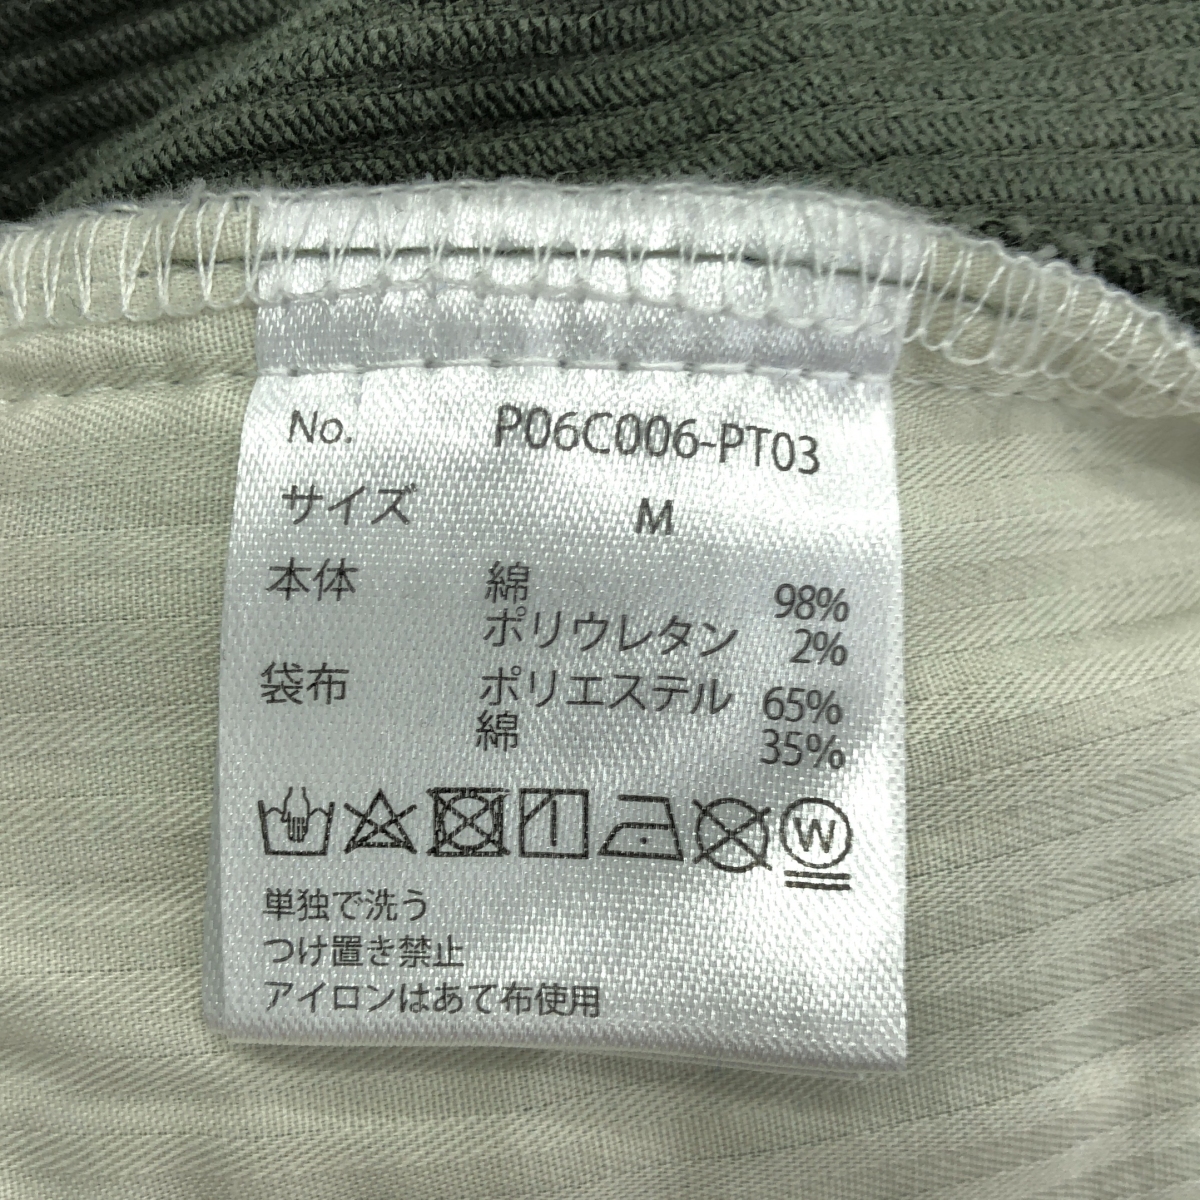 No. P06C006-PT03
サイズ M
本体 綿 98%
ポリウレタン 2%
袋布 ポリエステル 65%
綿 35%
W
単独で洗う
つけ置き禁止
アイロンはあて布使用